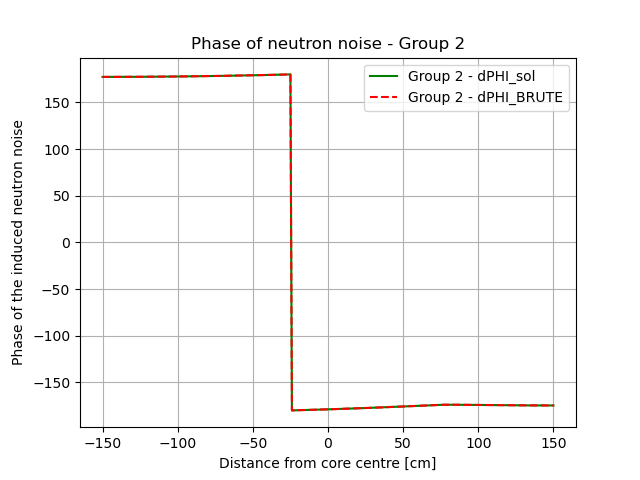 Phase of neutron noise - Group 2
Group 2 - dPHI_sol
Group 2 - dPHI_BRUTE
Phase of the induced neutron noise
150
100
50
0
−50
−100
−150
−150
−100
−50
0
50
100
150
Distance from core centre [cm]